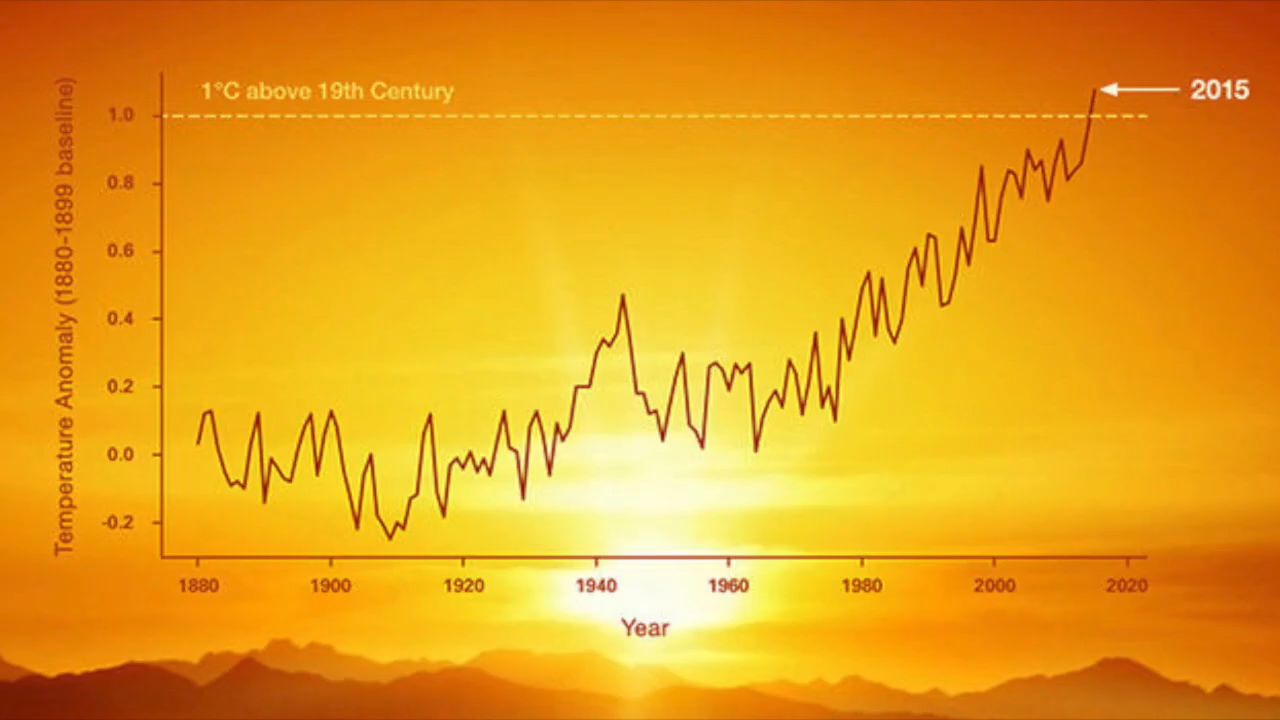 1°C above 19th Century
2015
Temperature Anomaly (1880-1899 baseline)
1.0
0.8
0.6
0.4
0.2
0.0
-0.2
1880 1900 1920 1940 1960 1980 2000 2020
Year